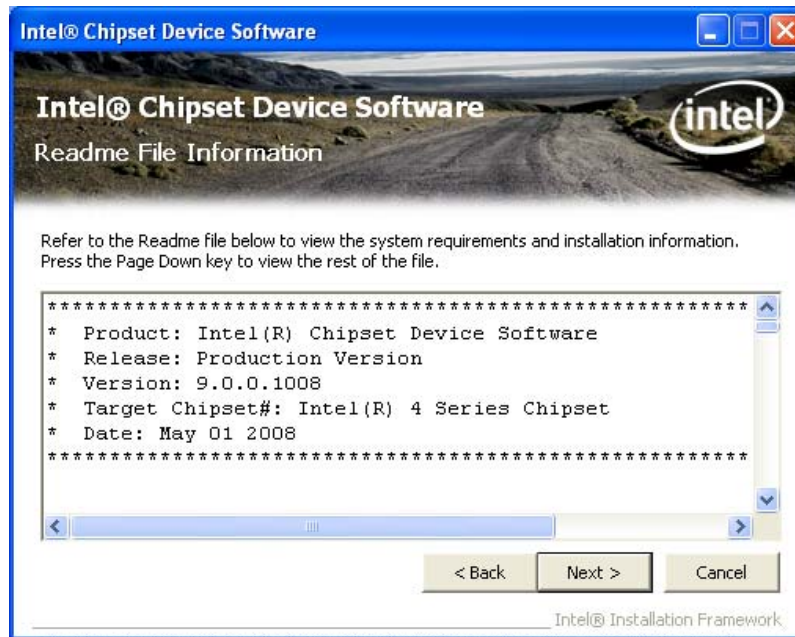 Intel® Chipset Device Software
Intel® Chipset Device Software
intel
Readme File Information
Refer to the Readme file below to view the system requirements and installation information.
Press the Page Down key to view the rest of the file.
********************************************************
* Product: Intel(R) Chipset Device Software
* Release: Production Version
* Version: 9.0.0.1008
* Target Chipset#: Intel(R) 4 Series Chipset
* Date: May 01 2008
********************************************************
< Back Next > Cancel
Intel® Installation Framework